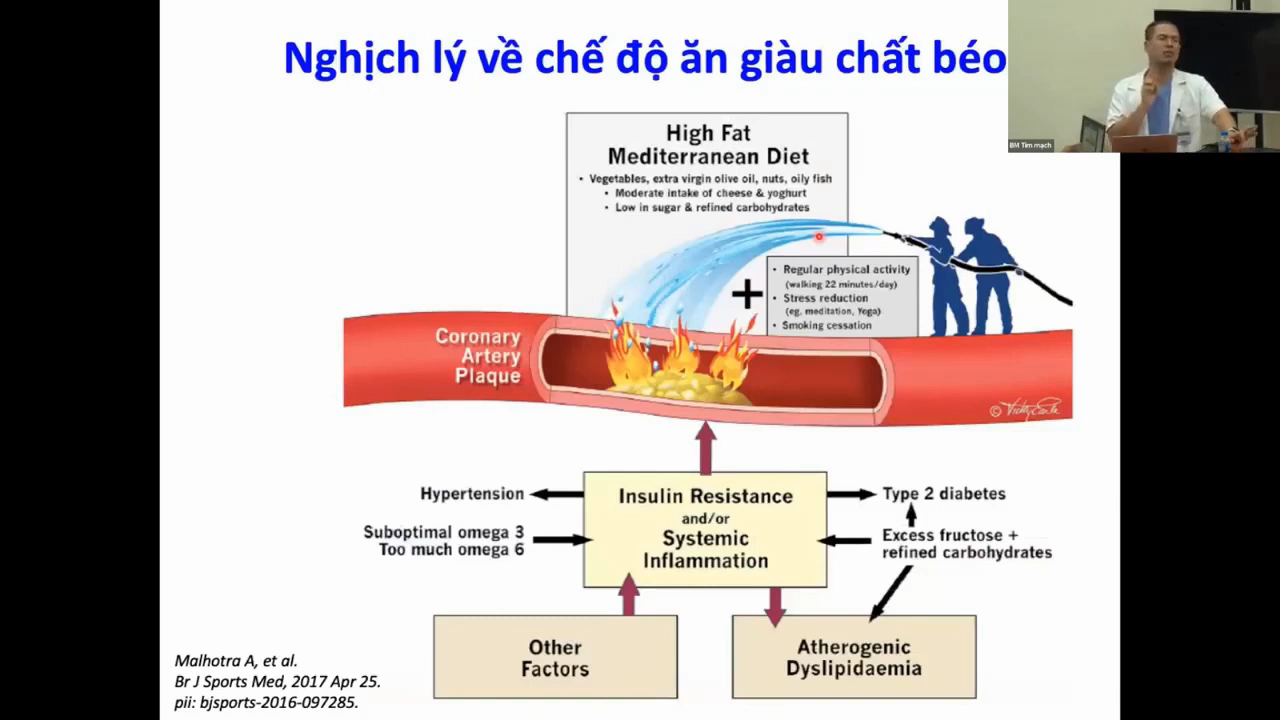 Nghịch lý về chế độ ăn giàu chất béo
BM Tim mạch
High Fat
Mediterranean Diet
• Vegetables, extra virgin olive oil, nuts, oily fish
• Moderate intake of cheese & yoghurt
• Low in sugar & refined carbohydrates
+
• Regular physical activity
(walking 22 minutes/day)
• Stress reduction
(eg. meditation, Yoga)
• Smoking cessation
Coronary
Artery
Plaque
©
Hypertension
Insulin Resistance
and/or
Systemic
Inflammation
Type 2 diabetes
Suboptimal omega 3
Too much omega 6
Excess fructose +
refined carbohydrates
Other
Factors
Atherogenic
Dyslipidaemia
Malhotra A, et al.
Br J Sports Med, 2017 Apr 25.
pii: bjsports-2016-097285.